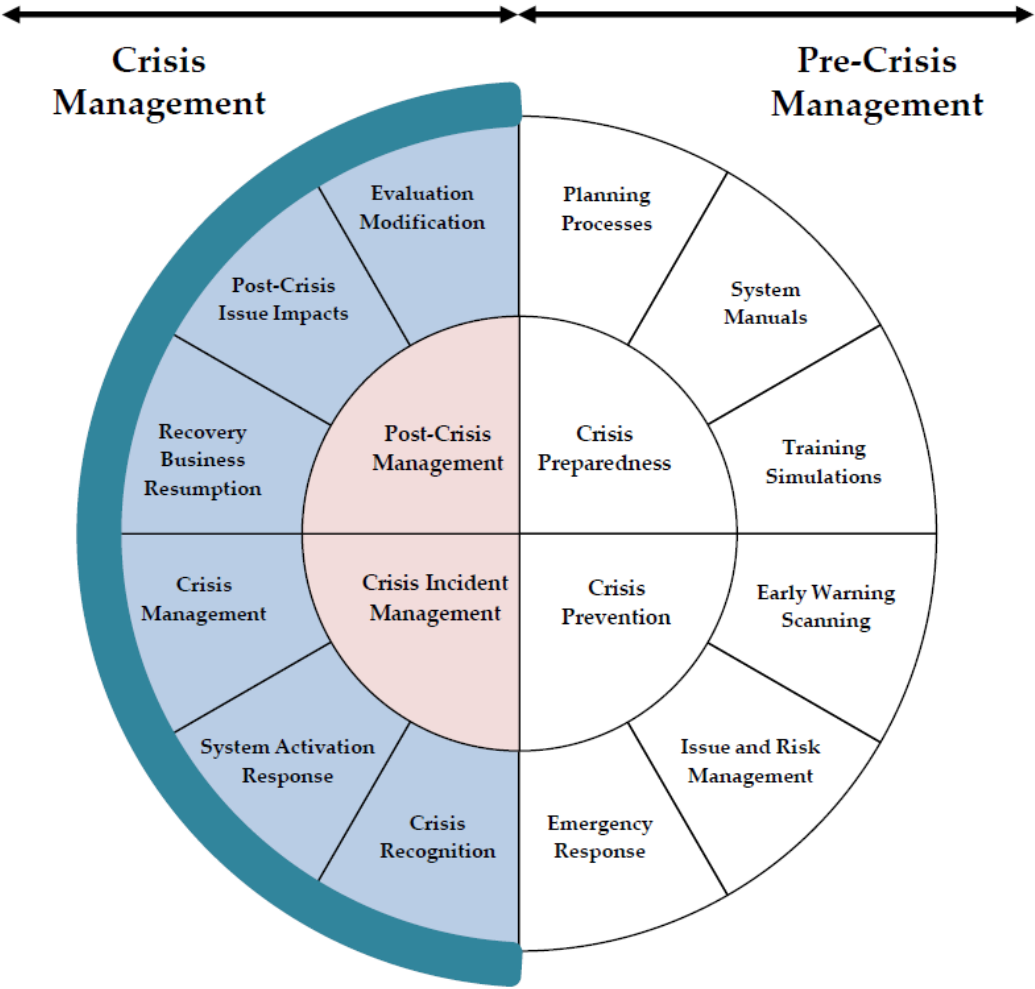 Crisis
Management
Pre-Crisis
Management
Evaluation
Modification
Planning
Processes
Post-Crisis
Issue Impacts
System
Manuals
Recovery
Business
Resumption
Post-Crisis
Management
Crisis
Preparedness
Training
Simulations
Crisis
Management
Crisis Incident
Management
Crisis
Prevention
Early Warning
Scanning
System Activation
Response
Issue and Risk
Management
Crisis
Recognition
Emergency
Response